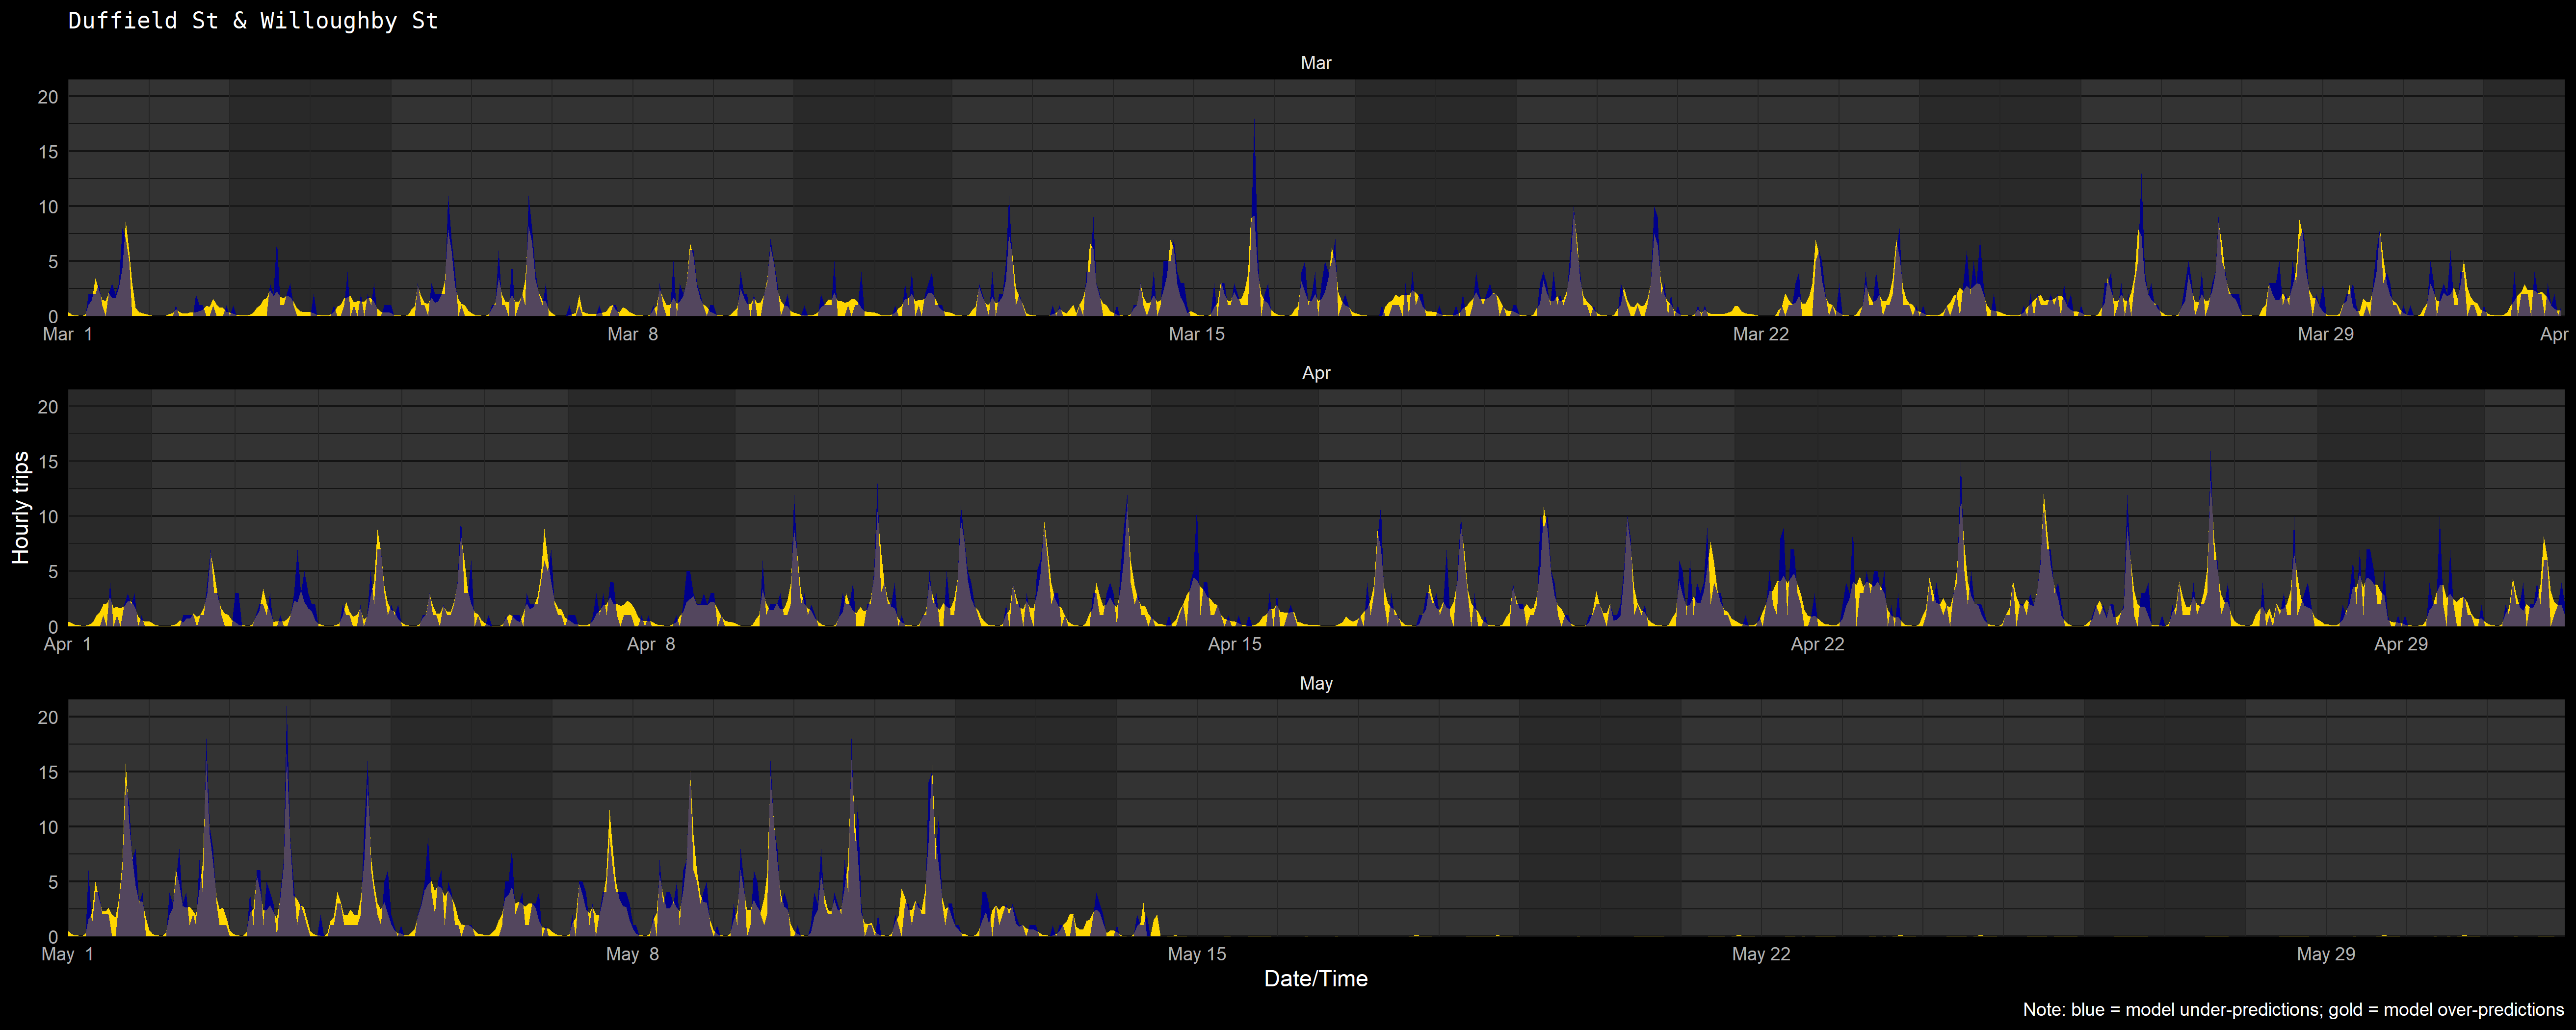 Duffield St & Willoughby St
Mar
20
15
10
5
0
Mar 1
Mar 8
Mar 15
Mar 22
Mar 29
Apr
Apr
20
15
10
5
0
Apr 1
Apr 8
Apr 15
Apr 22
Apr 29
Hourly trips
May
20
15
10
5
0
May 1
May 8
May 15
May 22
May 29
Date/Time
Note: blue = model under-predictions; gold = model over-predictions